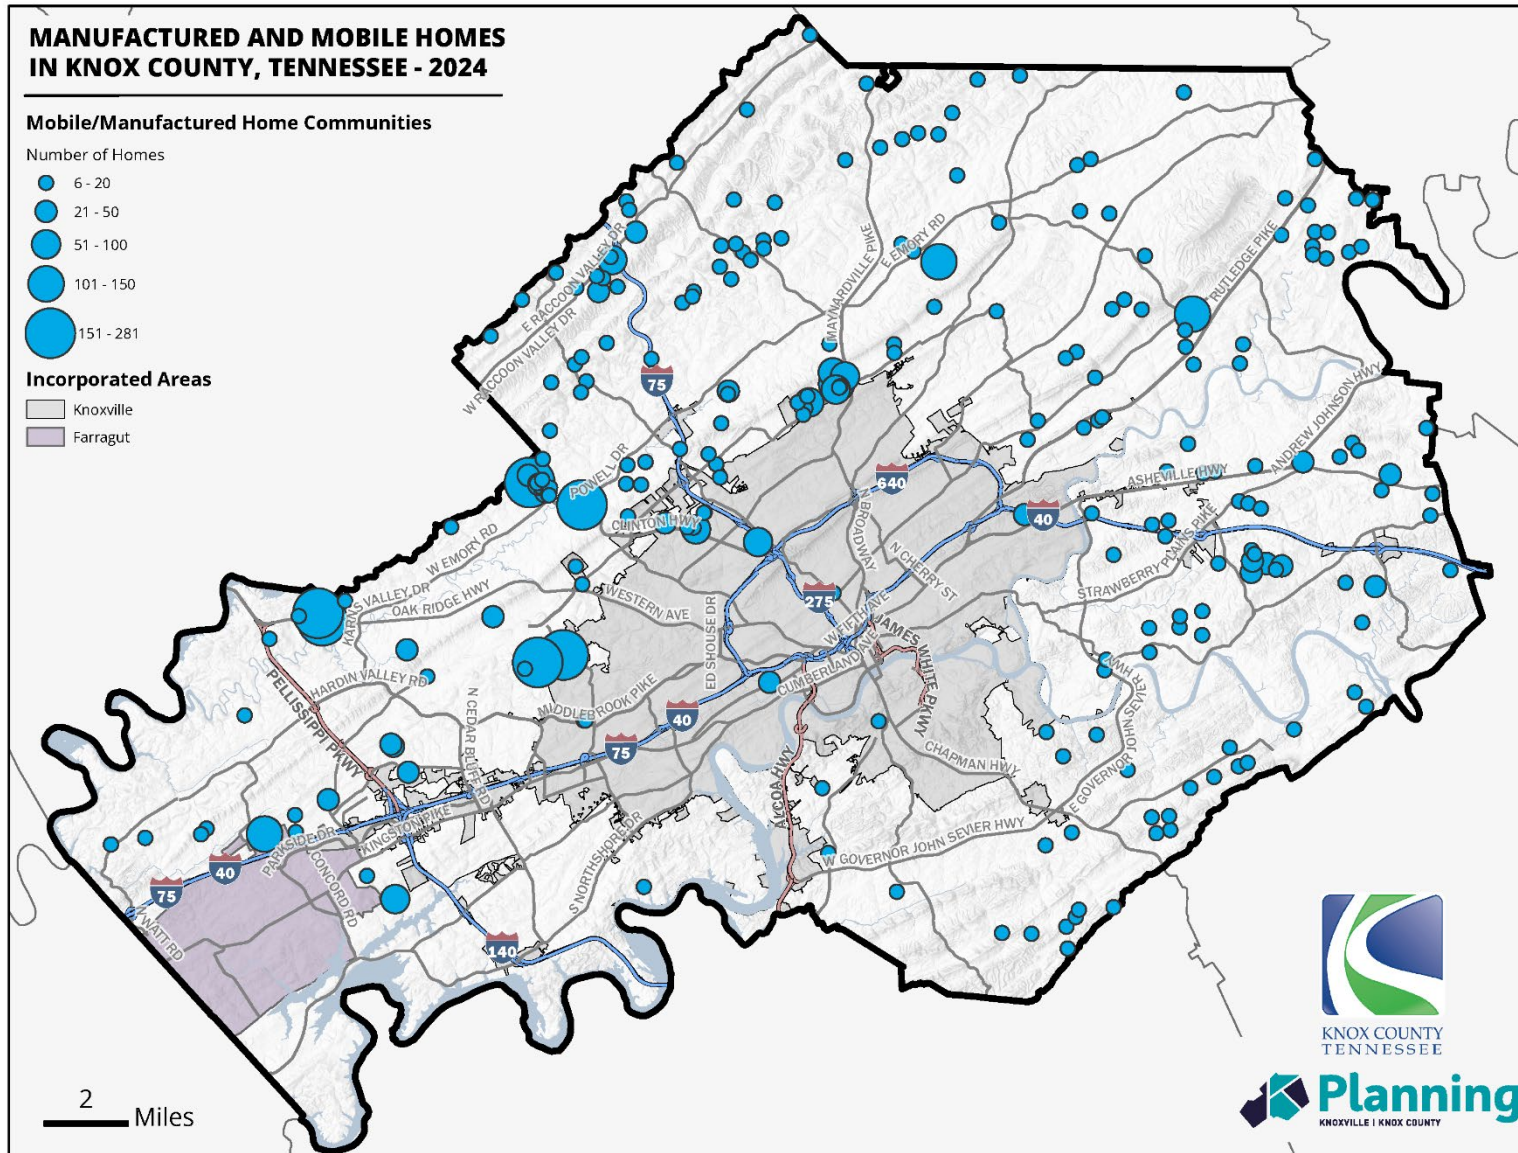 MANUFACTURED AND MOBILE HOMES
IN KNOX COUNTY, TENNESSEE - 2024
Mobile/Manufactured Home Communities
Number of Homes
6 - 20
21 - 50
51 - 100
101 - 150
151 - 281
Incorporated Areas
Knoxville
Farragut
E RACCOON VALLEY DR
W RACCOON VALLEY DR
MAYNARDVILLE PIKE
E EMORY RD
RUTLEDGE PIKE
75
POWELL DR
CLINTON HWY
640
N BROADWAY
ASHEVILLE HWY
ANDREW JOHNSON HWY
40
W EMORY RD
KARNS VALLEY DR
OAK RIDGE HWY
WESTERN AVE
ED SHOUSE DR
275
N CHERRY ST
W FIFTH AVE
STRAWBERRY PLAINS PIKE
JAMES WHITE PKWY
CUMBERLAND AVE
HARDIN VALLEY RD
PELLISSIPPI PKWY
N CEDAR BLUFF RD
MIDDLEBROOK PIKE
40
75
ALCOA HWY
CHAPMAN HWY
E GOVERNOR JOHN SEVIER HWY
W GOVERNOR JOHN SEVIER HWY
PARKSIDE DR
KINGSTON PIKE
CONCORD RD
S NORTHSHORE DR
40
75
WATT RD
140
2
Miles
KNOX COUNTY
TENNESSEE
Planning
KNOXVILLE | KNOX COUNTY